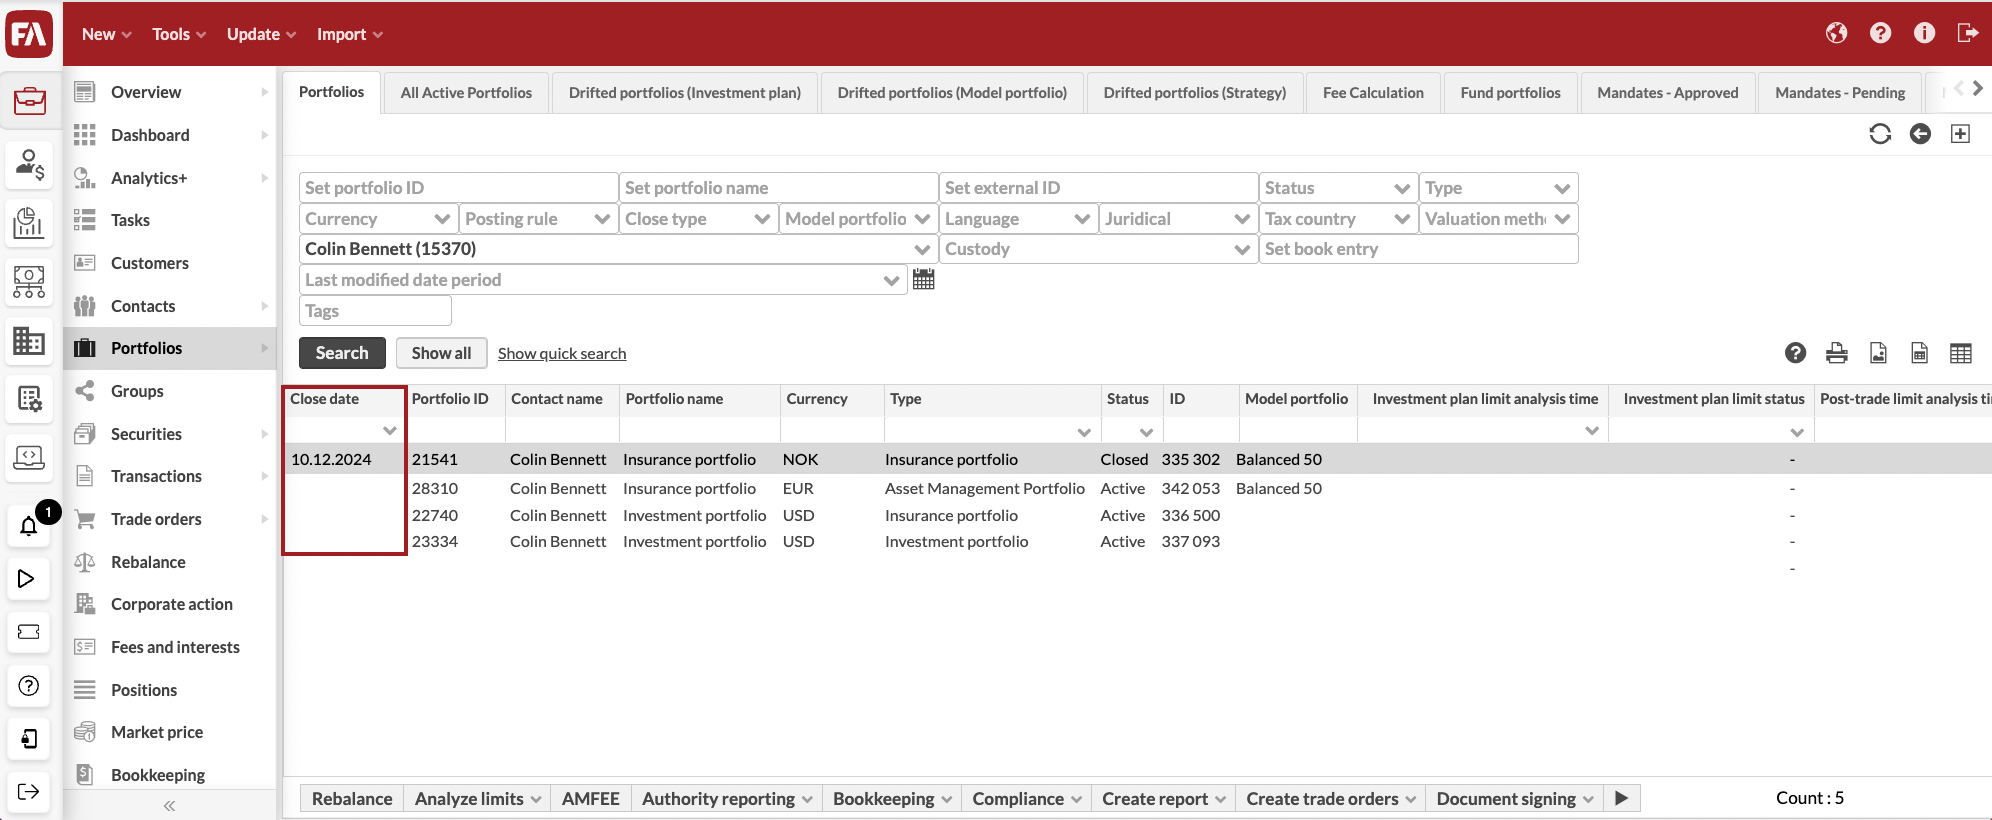 FA
New Tools Update Import
Overview
Dashboard
Analytics+
Tasks
Customers
Contacts
Portfolios
Groups
Securities
Transactions
1
Trade orders
Rebalance
Corporate action
Fees and interests
Positions
Market price
Bookkeeping
Portfolios All Active Portfolios Drifted portfolios (Investment plan) Drifted portfolios (Model portfolio) Drifted portfolios (Strategy) Fee Calculation Fund portfolios Mandates - Approved Mandates - Pending
Set portfolio ID Set portfolio name Set external ID Status Type
Currency Posting rule Close type Model portfolio Language Juridical Tax country Valuation meth
Colin Bennett (15370) Custody Set book entry
Last modified date period
Tags
Search Show all Show quick search
Close date Portfolio ID Contact name Portfolio name Currency Type Status ID Model portfolio Investment plan limit analysis time Investment plan limit status Post-trade limit analysis ti
10.12.2024 21541 Colin Bennett Insurance portfolio NOK Insurance portfolio Closed 335 302 Balanced 50 -
28310 Colin Bennett Insurance portfolio EUR Asset Management Portfolio Active 342 053 Balanced 50 -
22740 Colin Bennett Investment portfolio USD Insurance portfolio Active 336 500 -
23334 Colin Bennett Investment portfolio USD Investment portfolio Active 337 093 -
-
Rebalance Analyze limits AMFEE Authority reporting Bookkeeping Compliance Create report Create trade orders Document signing Count : 5